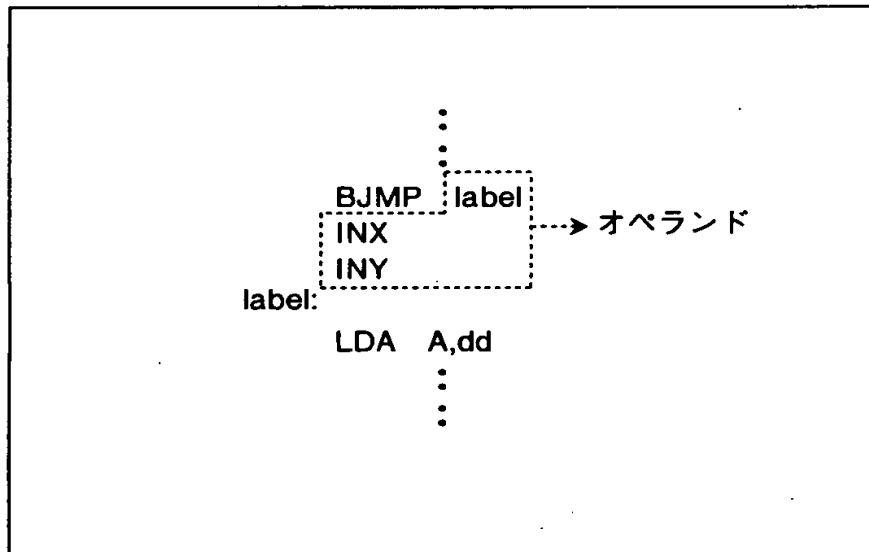 BJMP label
INX
オペランド
INY
label:
LDA A,dd